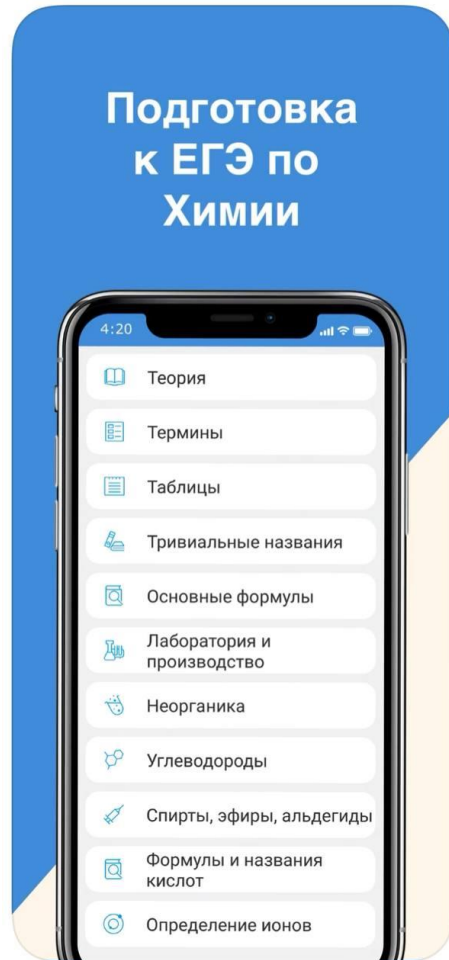 Подготовка
к ЕГЭ по
Химии
4:20
Теория
Термины
Таблицы
Тривиальные названия
Основные формулы
Лаборатория и
производство
Неорганика
Углеводороды
Спирты, эфиры, альдегиды
Формулы и названия
кислот
Определение ионов